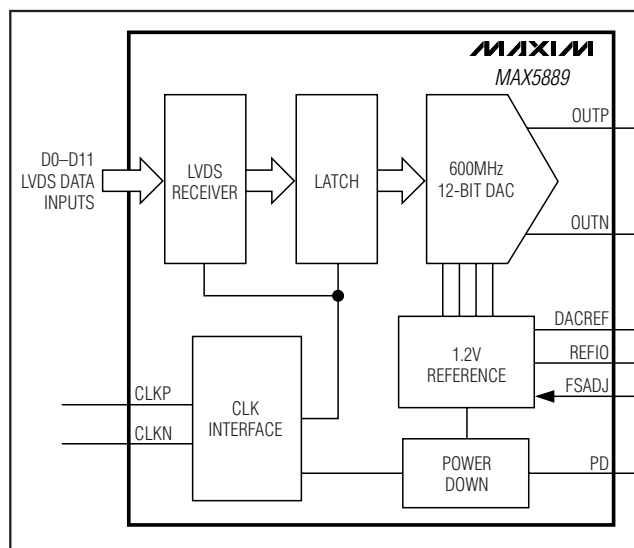 MAXIM
MAX5889
D0–D11
LVDS DATA
INPUTS
LVDS
RECEIVER
LATCH
600MHz
12-BIT DAC
OUTP
OUTN
1.2V
REFERENCE
DACREF
REFIO
FSADJ
CLKP
CLKN
CLK
INTERFACE
POWER
DOWN
PD